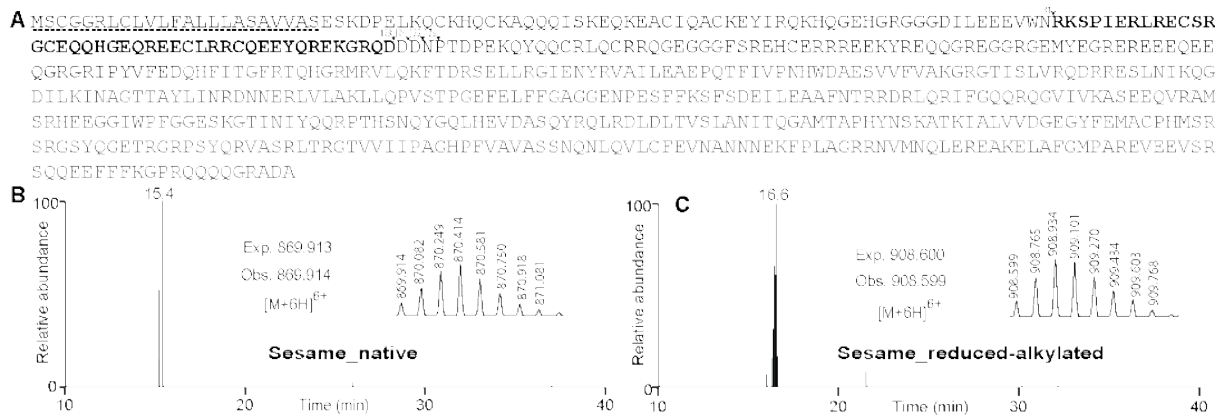 A MSCGGRLCLVLFALLLASAVVASESKDPELKQCKHQCKAQQQISKEQKEACIQACKEYIRQKHQGEHGRGGGDILEEEVWNRKSPIERLRECSR
GCEQQHGEQREECLRRCQEEYQREKGRQDDDNPTDPEKQYQQCRLQCRRQGEGGGFSREHCERRREEKYREQQGREGGRGEMYEGREREEEQEE
QGRGRIPYVFEDQHFITGFRTQHGRMRVLQKFTDRSELLRGIENYRVAILEAEPQTFIVPNHWDAESVVFVAKGRGTISLVRQDRRESLNIKQG
DILKINAGTTAYLINRDNNERLVLAKLLQPVSTPGEFELFFGAGGENPESFFKSFSDEILEAAFNTRRDRLQRIFGQQRQGVIVKASEEQVRAM
SRHEEGGIWPFGGESKGTINIYQQRPTHSNQYGQLHEVDASQYRQLRDLDLTVSLANITQGAMTAPHYNSKATKIALVVDGEGYFEMACPHMSR
SRGSYQGETRGRPSYQRVASRLTRGTVVIIPAGHPFVAVASSNQNLQVLCFEVNANNNEKFPLAGRRNVMNQLEREAKELAFGMPAREVEEVSR
SQQEEFFFKGPRQQQQGRADA
B
100
0
Relative abundance
15.4
Exp. 869.913
Obs. 869.914
[M+6H]6+
869.914
870.082
870.249
870.414
870.581
870.750
870.918
871.081
Sesame_native
10
20
30
40
Time (min)
C
100
0
Relative abundance
16.6
Exp. 908.600
Obs. 908.599
[M+6H]6+
908.599
908.765
908.934
909.101
909.270
909.434
909.603
909.768
Sesame_reduced-alkylated
10
20
30
40
Time (min)